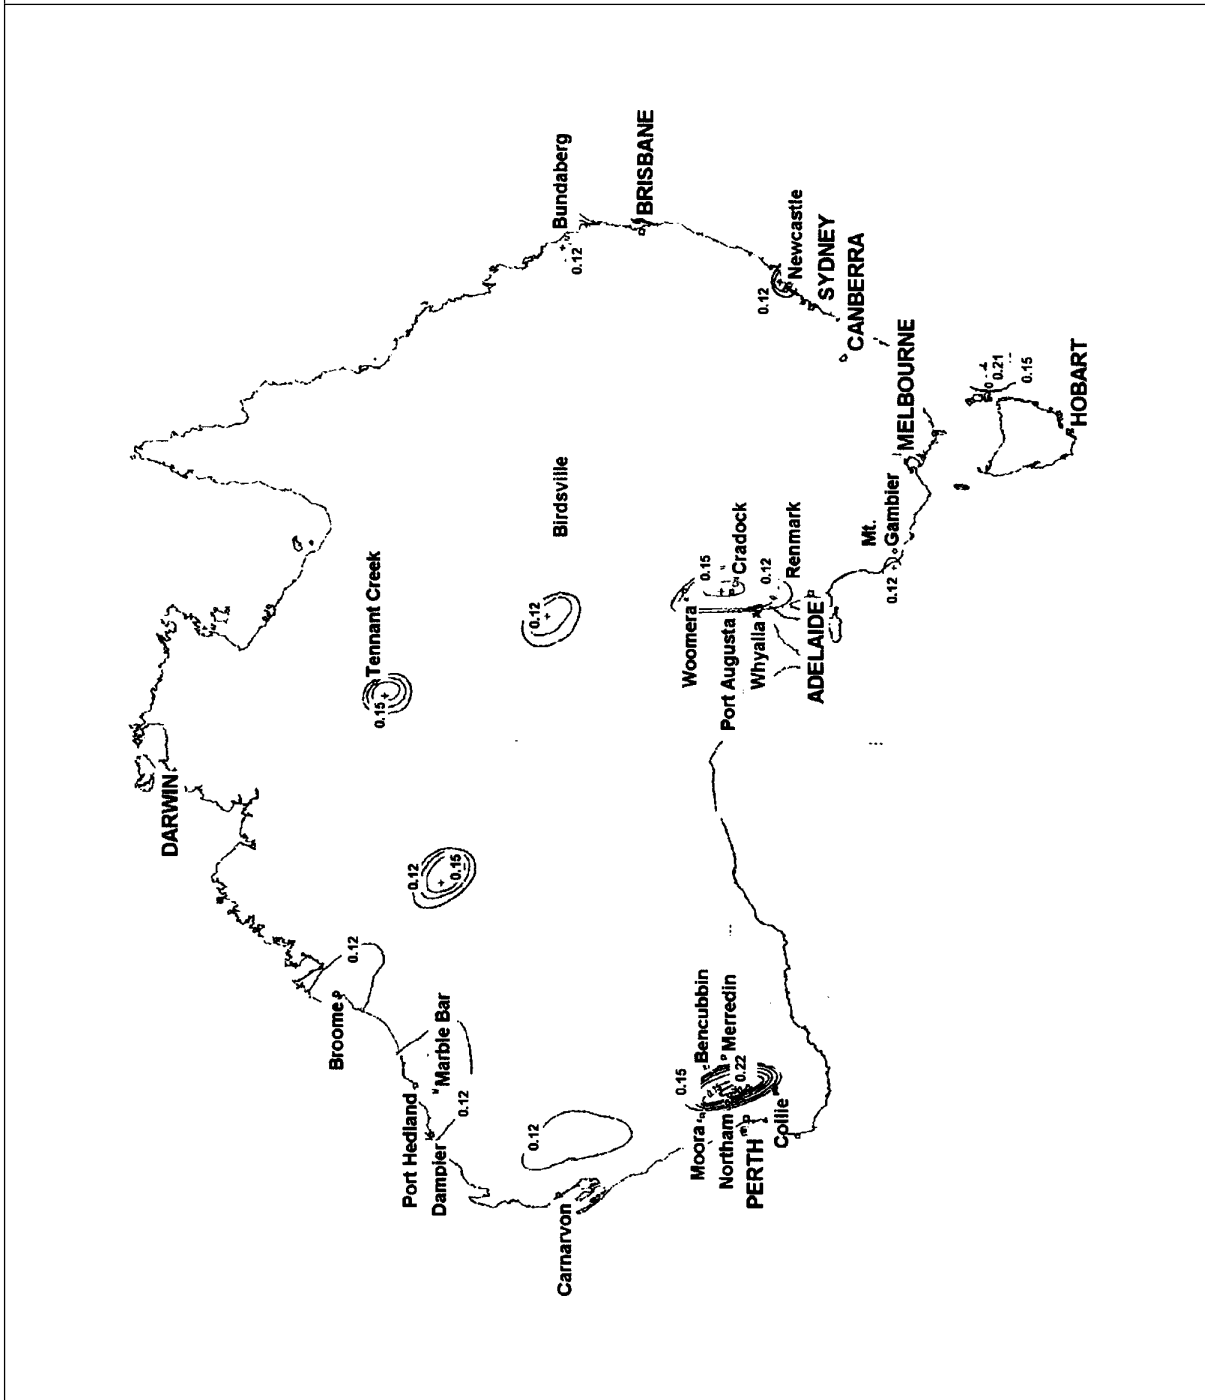 DARWIN
Broome
0.12
Port Hedland
Dampier
Marble Bar
0.12
Carnarvon
0.12
0.12
0.15
0.15
Tennant Creek
0.12
Birdsville
Bundaberg
0.12
BRISBANE
0.15
Moora
Bencubbin
Northam
Merredin
0.22
PERTH
Collie
Woomera
0.15
Cradock
Port Augusta
Whyalla
0.12
Renmark
ADELAIDE
Mt.
Gambier
0.12
0.12
Newcastle
SYDNEY
CANBERRA
MELBOURNE
0.21
0.15
HOBART